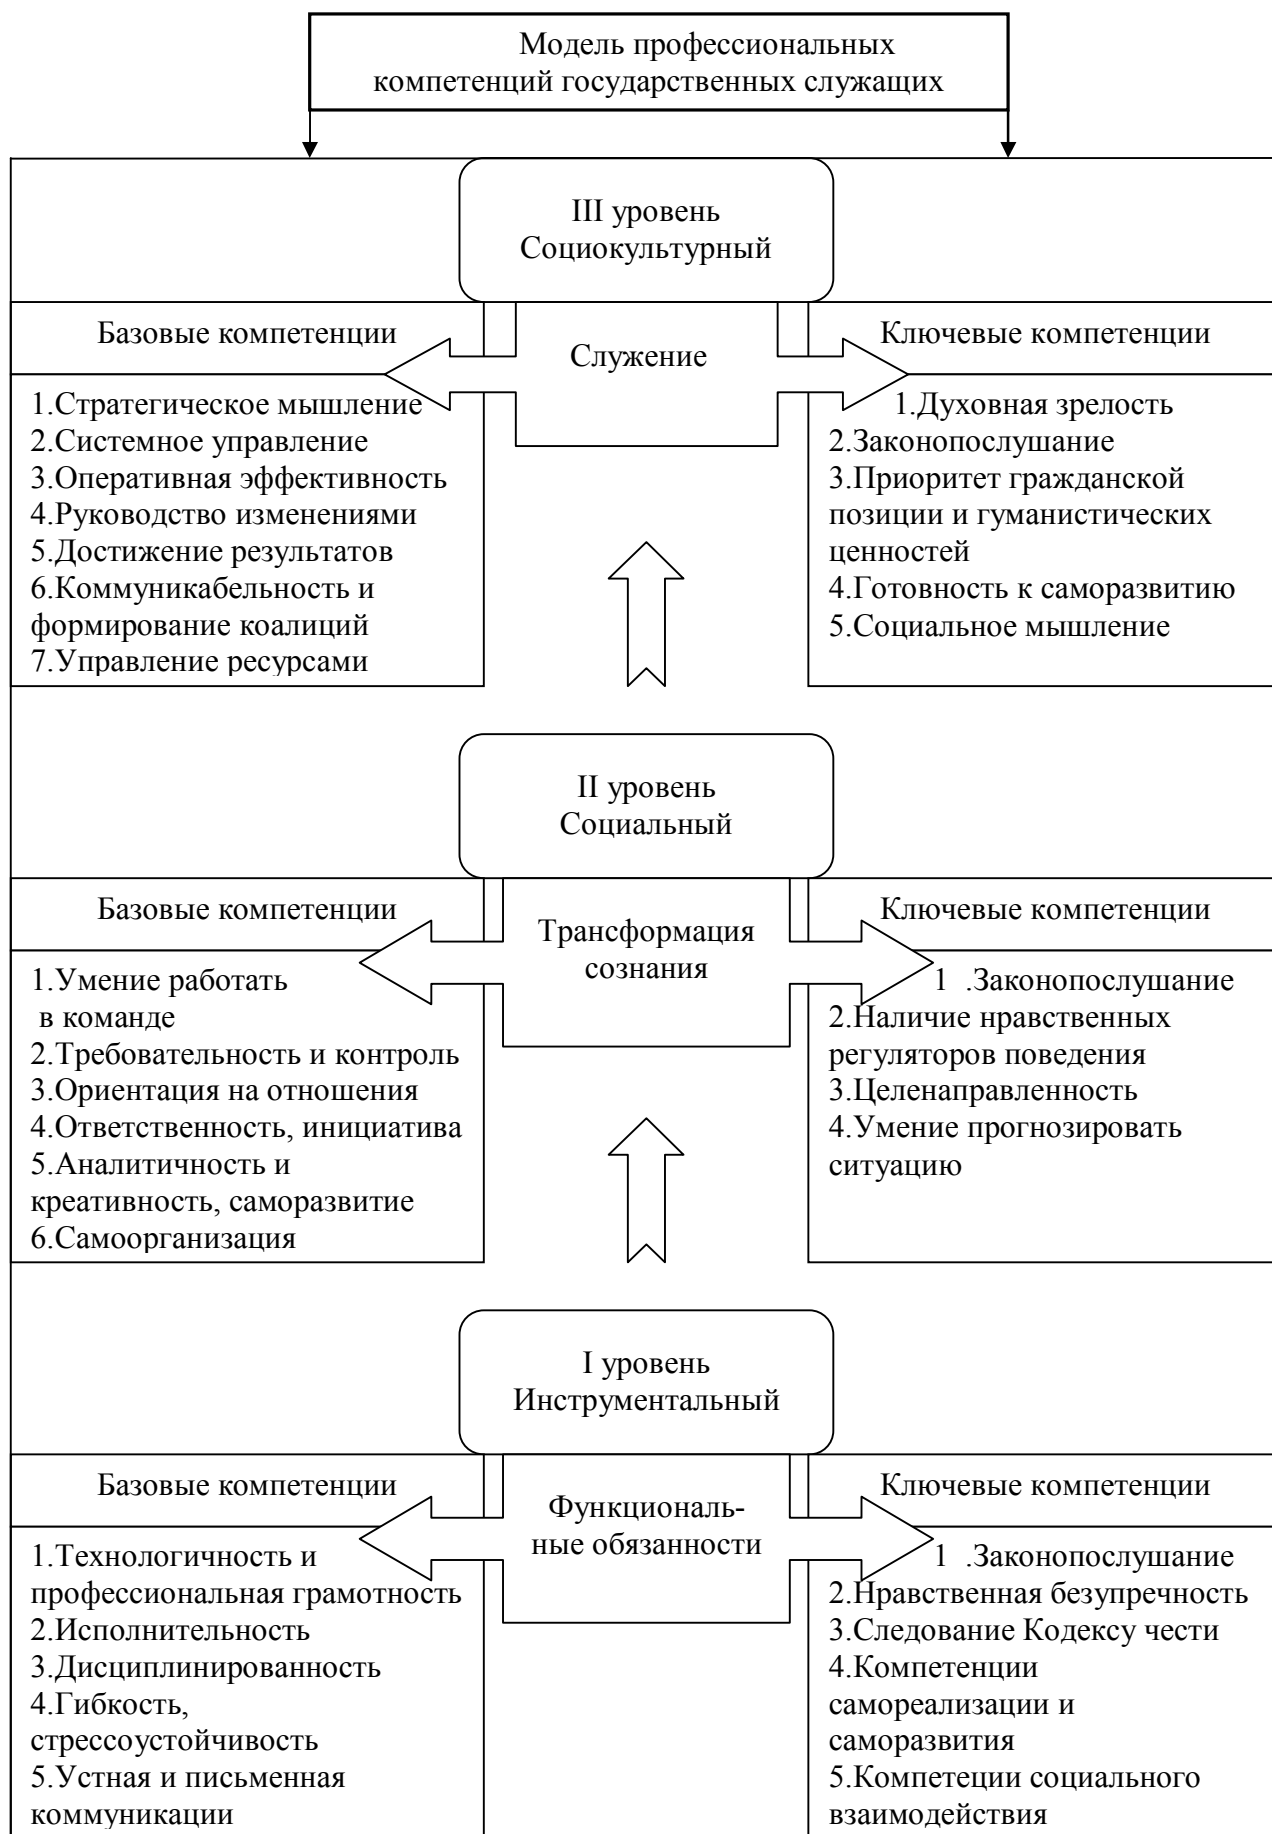 Модель профессиональных
компетенций государственных служащих
III уровень
Социокультурный
Базовые компетенции
Служение
Ключевые компетенции
1.Стратегическое мышление
2.Системное управление
3.Оперативная эффективность
4.Руководство изменениями
5.Достижение результатов
6.Коммуникабельность и
формирование коалиций
7.Управление ресурсами
1.Духовная зрелость
2.Законопослушание
3.Приоритет гражданской
позиции и гуманистических
ценностей
4.Готовность к саморазвитию
5.Социальное мышление
II уровень
Социальный
Базовые компетенции
Трансформация
сознания
Ключевые компетенции
1.Умение работать
в команде
2.Требовательность и контроль
3.Ориентация на отношения
4.Ответственность, инициатива
5.Аналитичность и
креативность, саморазвитие
6.Самоорганизация
1 .Законопослушание
2.Наличие нравственных
регуляторов поведения
3.Целенаправленность
4.Умение прогнозировать
ситуацию
I уровень
Инструментальный
Базовые компетенции
Функциональ-
ные обязанности
Ключевые компетенции
1.Технологичность и
профессиональная грамотность
2.Исполнительность
3.Дисциплинированность
4.Гибкость,
стрессоустойчивость
5.Устная и письменная
коммуникации
1 .Законопослушание
2.Нравственная безупречность
3.Следование Кодексу чести
4.Компетенции
самореализации и
саморазвития
5.Компетеции социального
взаимодействия